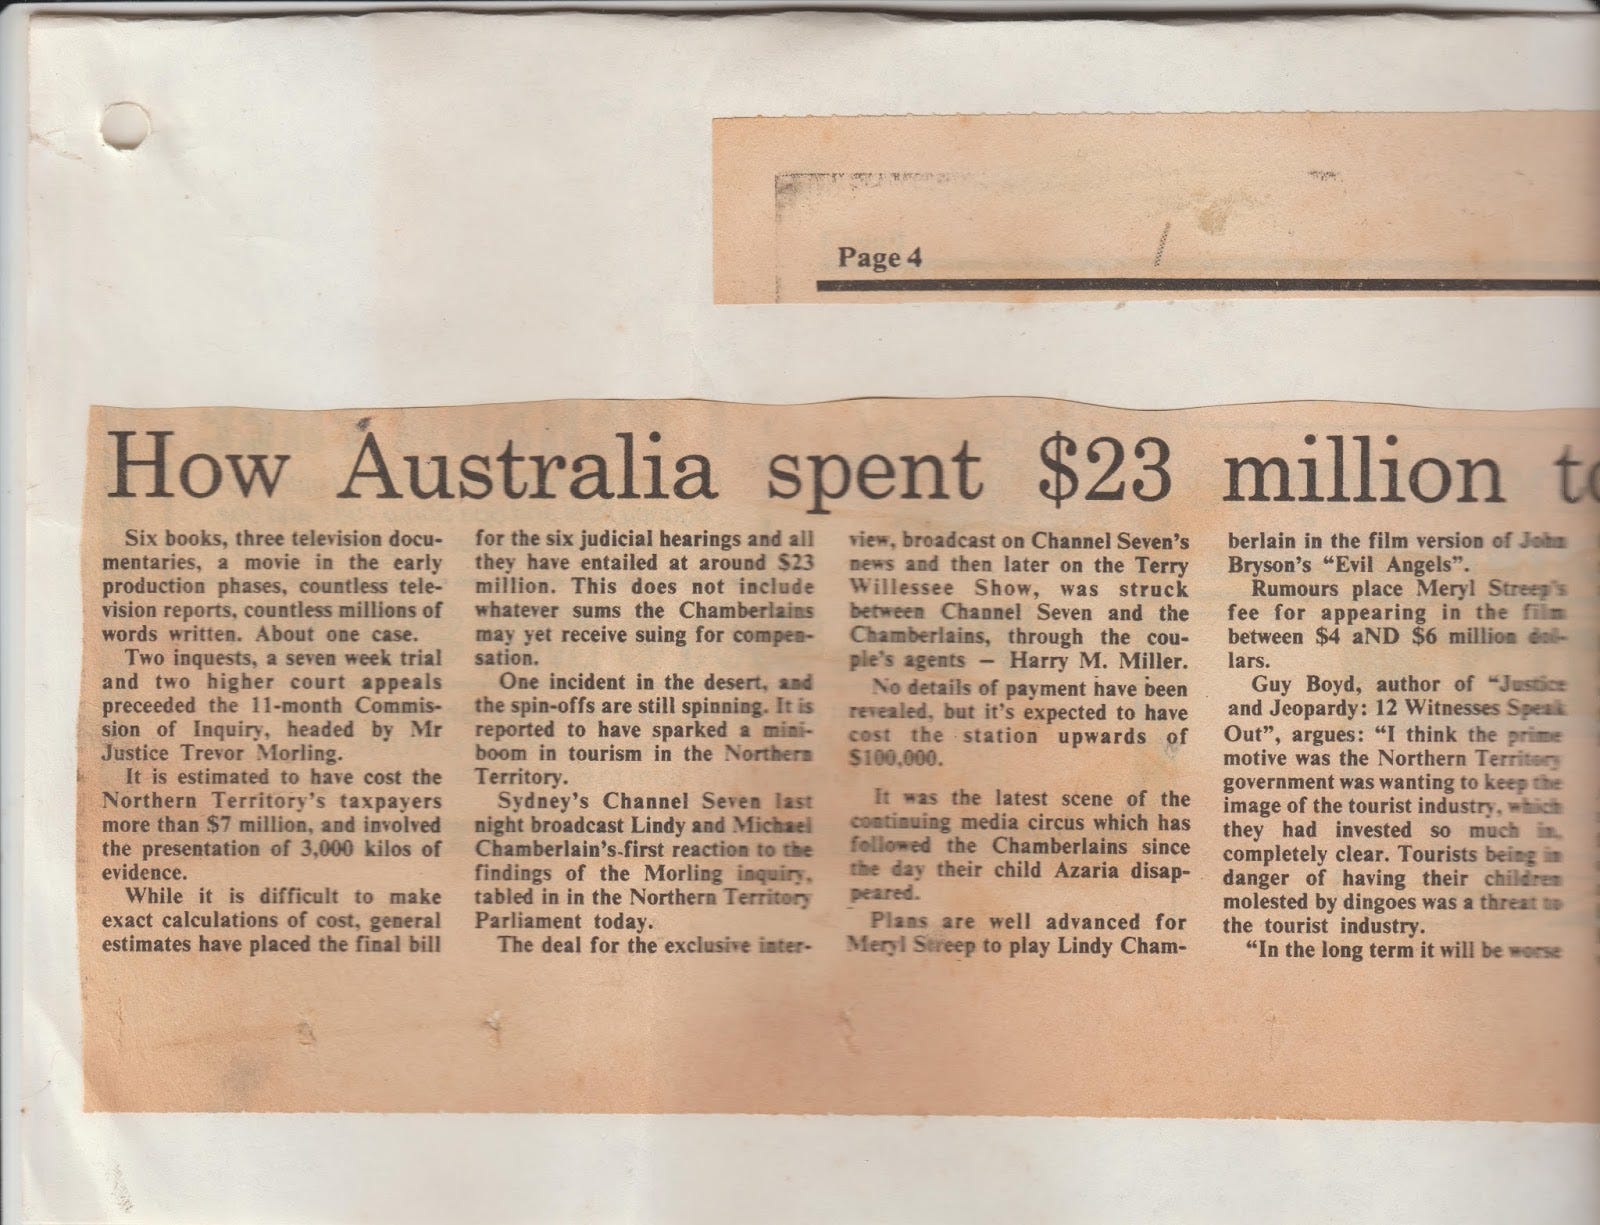 Page 4
How Australia spent $23 million to
Six books, three television docu-
mentaries, a movie in the early
production phases, countless tele-
vision reports, countless millions of
words written. About one case.
Two inquests, a seven week trial
and two higher court appeals
preceeded the 11-month Commis-
sion of Inquiry, headed by Mr
Justice Trevor Morling.
It is estimated to have cost the
Northern Territory's taxpayers
more than $7 million, and involved
the presentation of 3,000 kilos of
evidence.
While it is difficult to make
exact calculations of cost, general
estimates have placed the final bill
for the six judicial hearings and all
they have entailed at around $23
million. This does not include
whatever sums the Chamberlains
may yet receive suing for compen-
sation.
One incident in the desert, and
the spin-offs are still spinning. It is
reported to have sparked a mini-
boom in tourism in the Northern
Territory.
Sydney's Channel Seven last
night broadcast Lindy and Michael
Chamberlain's first reaction to the
findings of the Morling inquiry,
tabled in in the Northern Territory
Parliament today.
The deal for the exclusive inter-
view, broadcast on Channel Seven's
news and then later on the Terry
Willessee Show, was struck
between Channel Seven and the
Chamberlains, through the cou-
ple's agents — Harry M. Miller.
No details of payment have been
revealed, but it's expected to have
cost the station upwards of
$100,000.
It was the latest scene of the
continuing media circus which has
followed the Chamberlains since
the day their child Azaria disap-
peared.
Plans are well advanced for
Meryl Streep to play Lindy Cham-
berlain in the film version of John
Bryson's “Evil Angels”.
Rumours place Meryl Streep's
fee for appearing in the film
between $4 aND $6 million dol-
lars.
Guy Boyd, author of “Justice
and Jeopardy: 12 Witnesses Speak
Out”, argues: “I think the prime
motive was the Northern Territory
government was wanting to keep the
image of the tourist industry, which
they had invested so much in,
completely clear. Tourists being in
danger of having their children
molested by dingoes was a threat to
the tourist industry.
“In the long term it will be worse